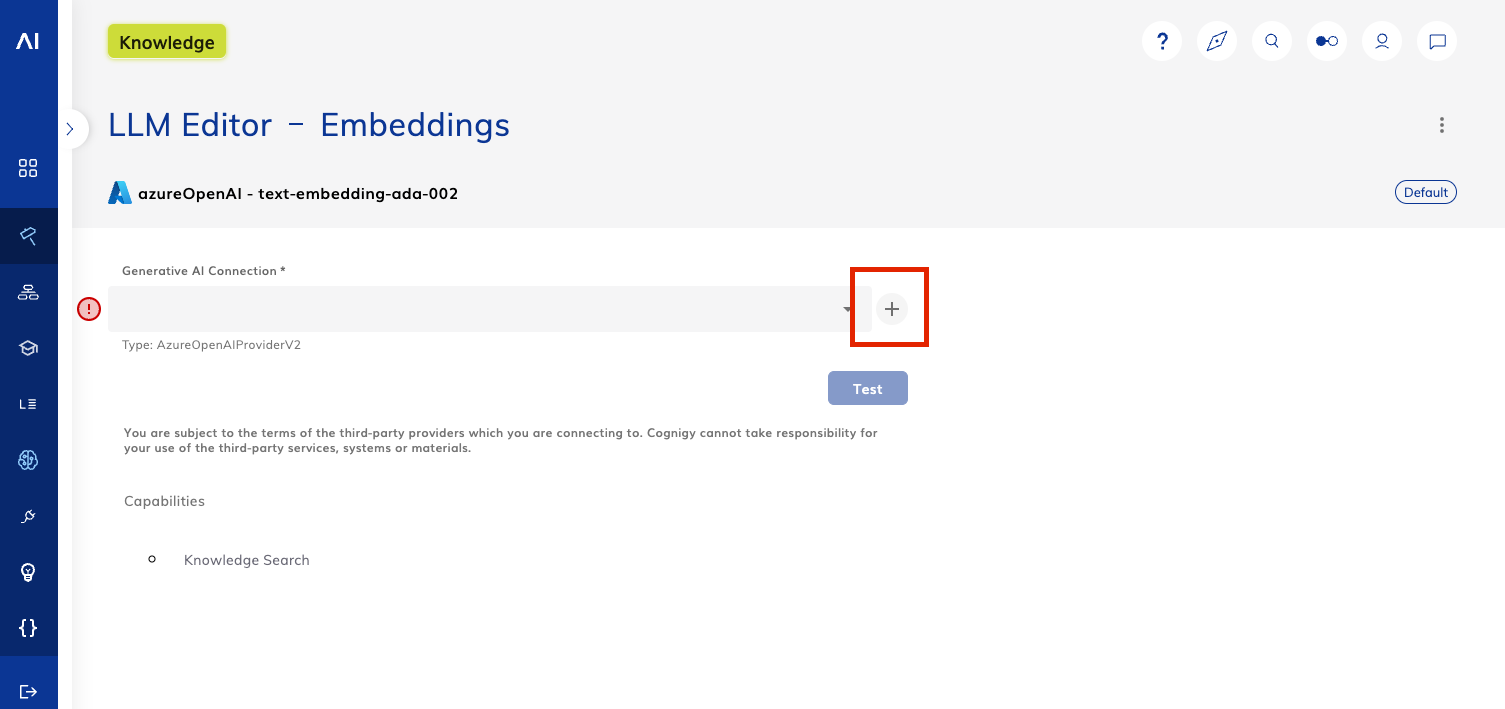 AI
Knowledge
?
LLM Editor – Embeddings
azureOpenAI - text-embedding-ada-002
Default
Generative AI Connection *
!
Type: AzureOpenAIProviderV2
Test
You are subject to the terms of the third-party providers which you are connecting to. Cognigy cannot take responsibility for
your use of the third-party services, systems or materials.
Capabilities
Knowledge Search